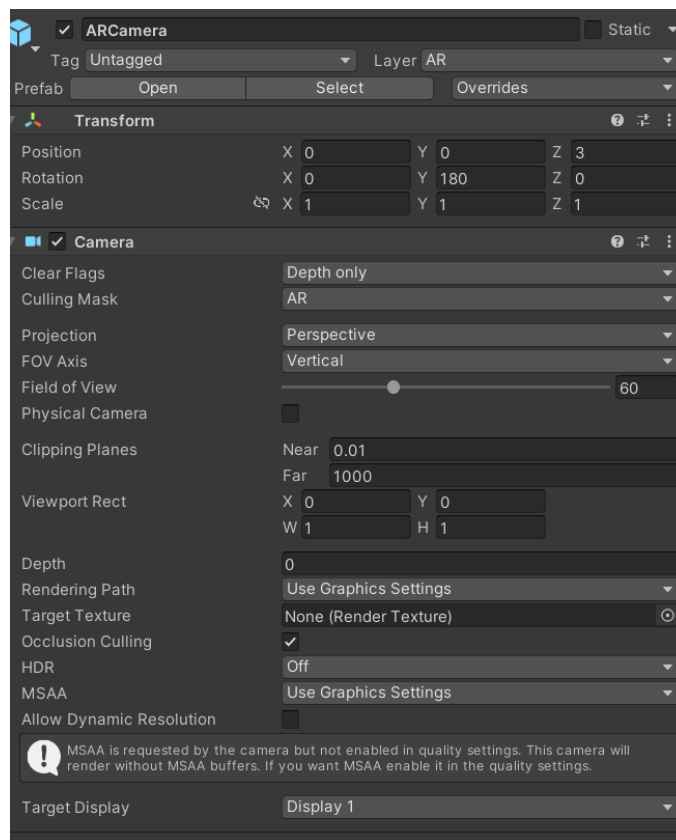 ARCamera Static
Tag Untagged Layer AR
Prefab Open Select Overrides
Transform
Position X 0 Y 0 Z 3
Rotation X 0 Y 180 Z 0
Scale X 1 Y 1 Z 1
Camera
Clear Flags Depth only
Culling Mask AR
Projection Perspective
FOV Axis Vertical
Field of View 60
Physical Camera
Clipping Planes Near 0.01
Far 1000
Viewport Rect X 0 Y 0
W 1 H 1
Depth 0
Rendering Path Use Graphics Settings
Target Texture None (Render Texture)
Occlusion Culling
HDR Off
MSAA Use Graphics Settings
Allow Dynamic Resolution
MSAA is requested by the camera but not enabled in quality settings. This camera will
render without MSAA buffers. If you want MSAA enable it in the quality settings.
Target Display Display 1